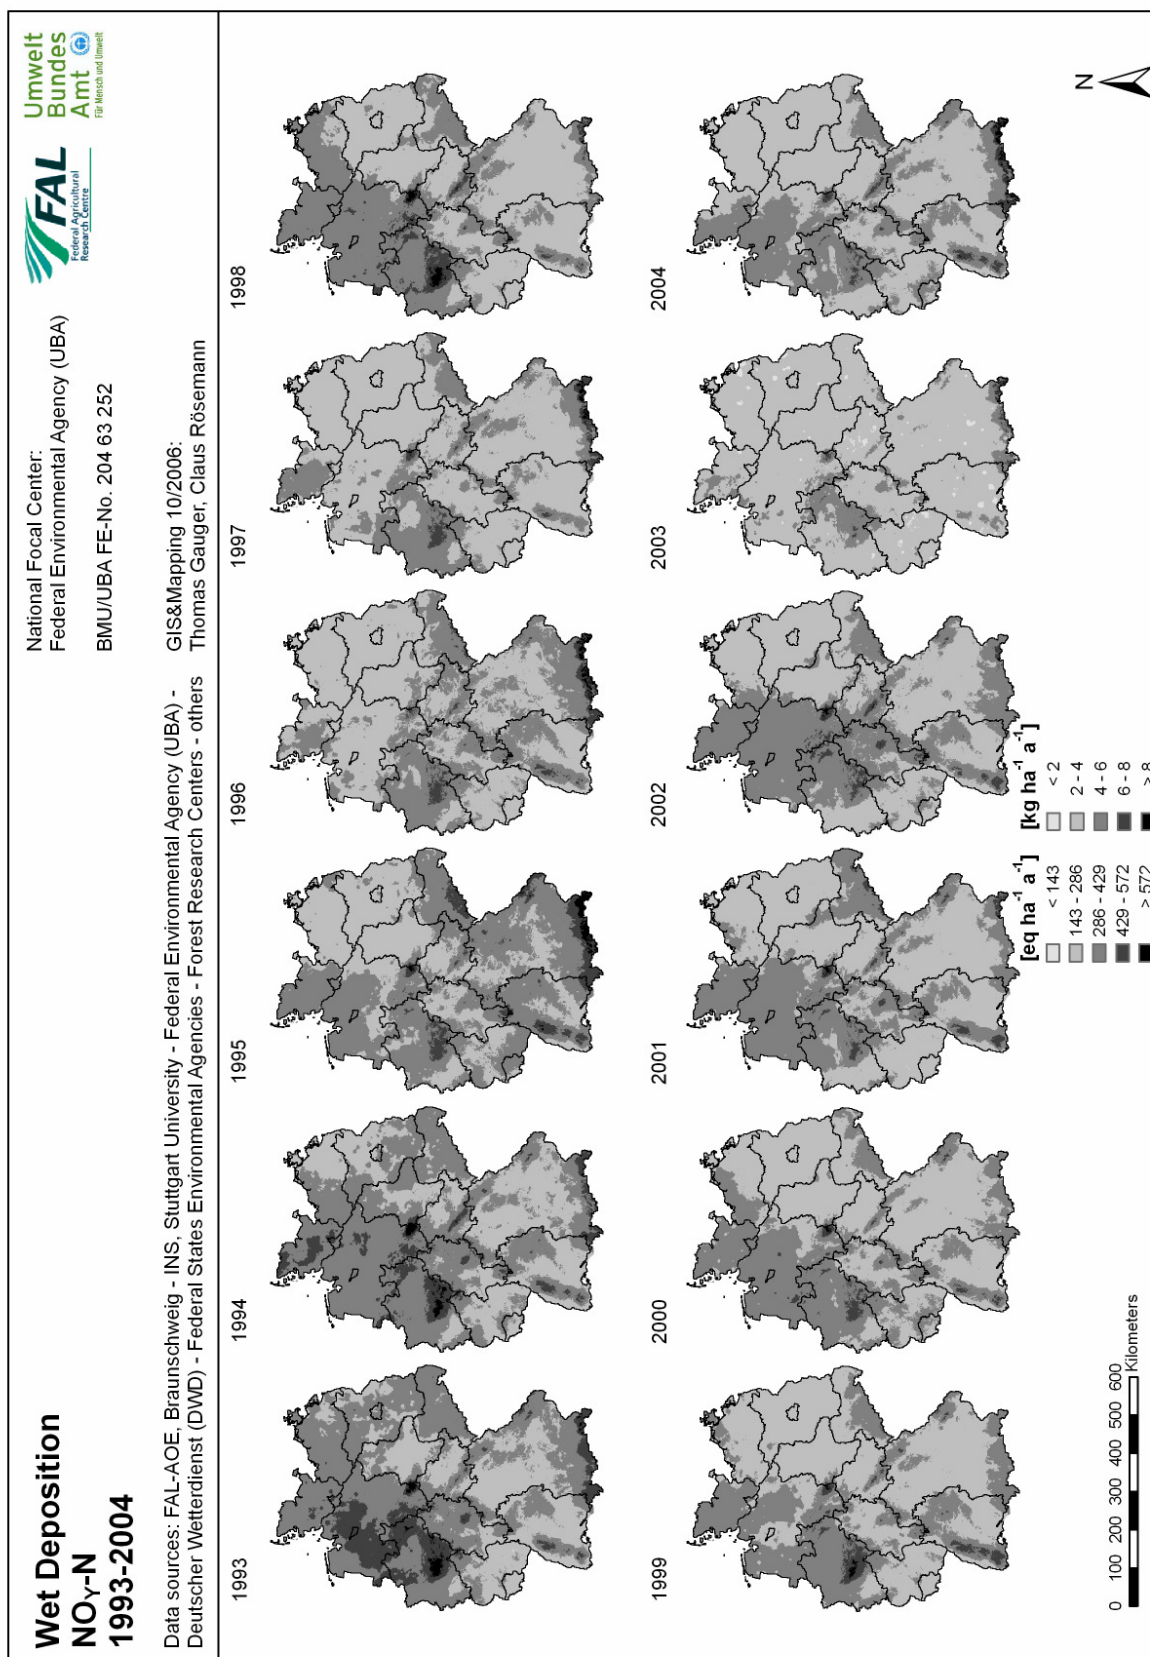 Wet Deposition
NOY-N
1993-2004
National Focal Center:
Federal Environmental Agency (UBA)
BMU/UBA FE-No. 204 63 252
FAL
Federal Agricultural
Research Centre
Umwelt
Bundes
Amt
Für Mensch und Umwelt
Data sources: FAL-AOE, Braunschweig - INS, Stuttgart University - Federal Environmental Agency (UBA) -
Deutscher Wetterdienst (DWD) - Federal States Environmental Agencies - Forest Research Centers - others
GIS&Mapping 10/2006:
Thomas Gauger, Claus Rösemann
1993
1994
1995
1996
1997
1998
1999
2000
2001
2002
2003
2004
0 100 200 300 400 500 600
Kilometers
[eq ha-1 a-1] [kg ha-1 a-1]
< 143 < 2
143 - 286 2 - 4
286 - 429 4 - 6
429 - 572 6 - 8
> 572 > 8
N